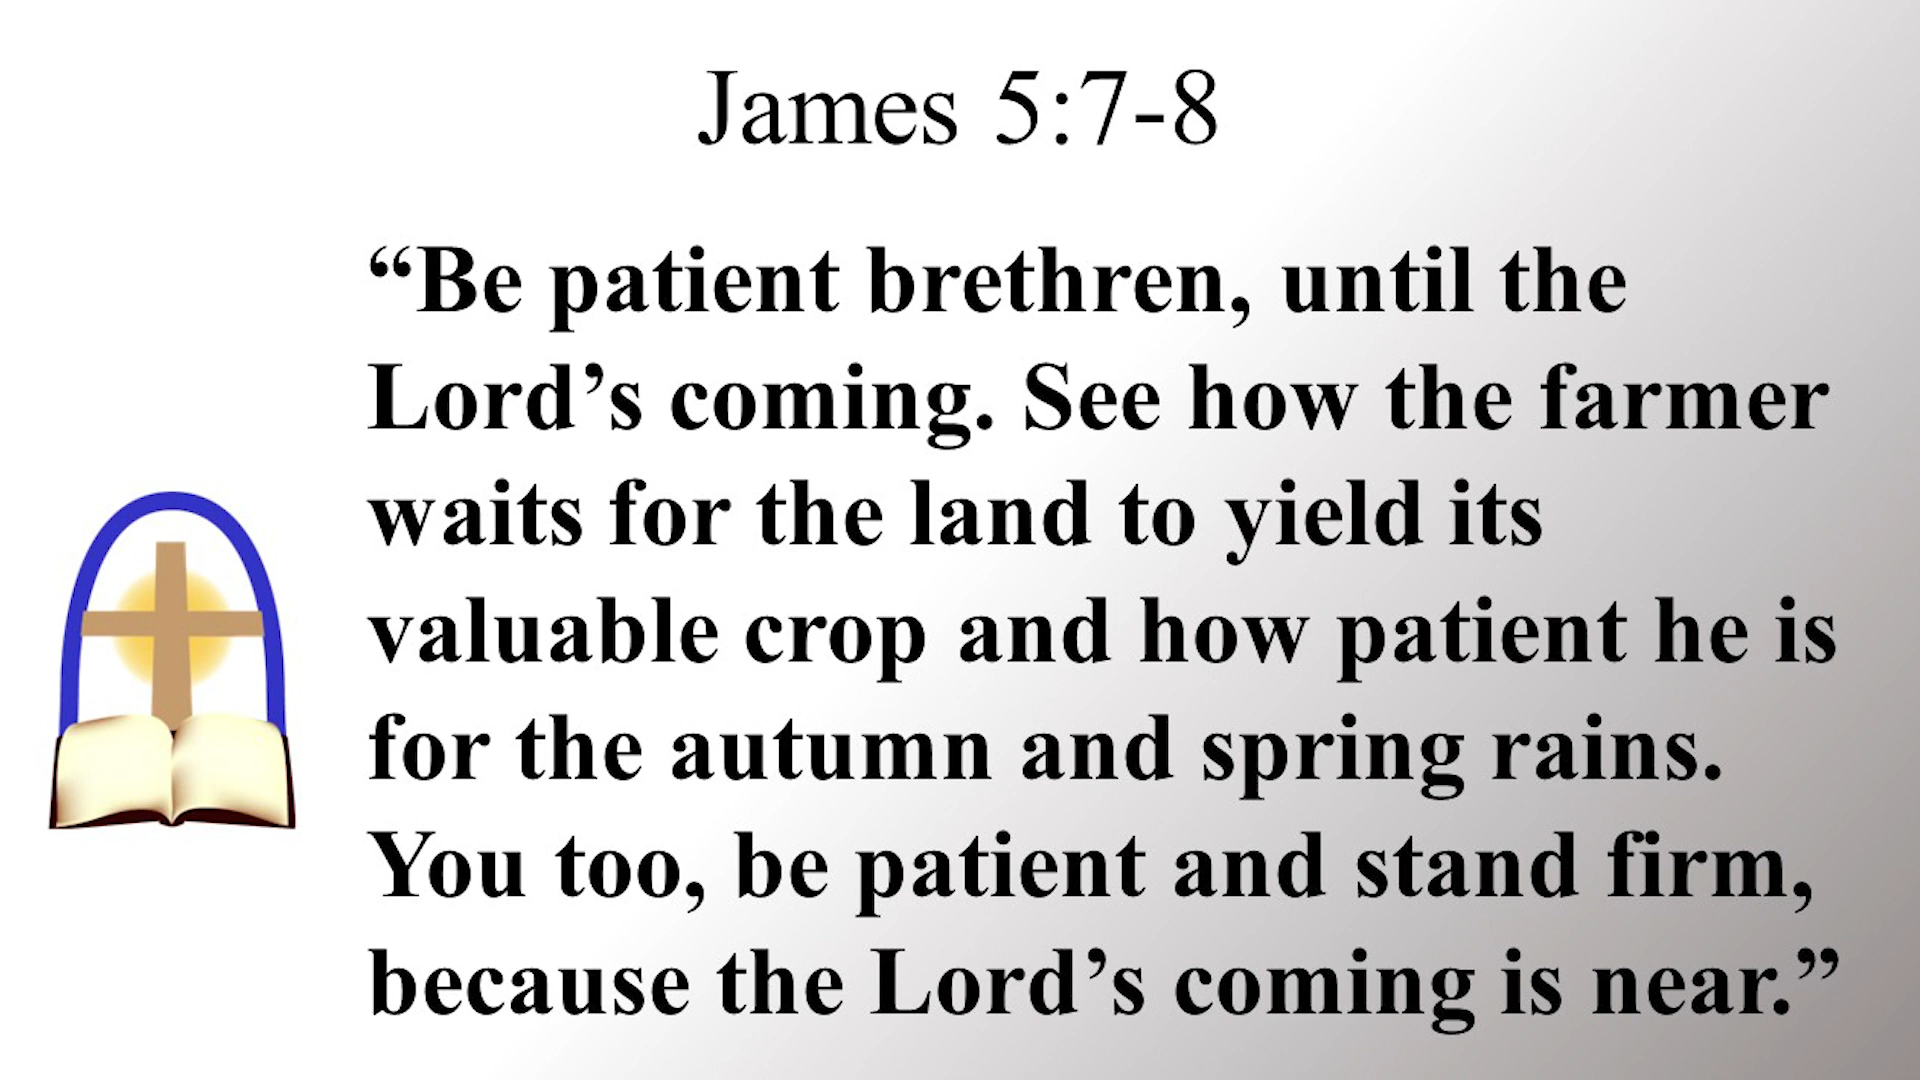 James 5:7-8
“Be patient brethren, until the
Lord’s coming. See how the farmer
waits for the land to yield its
valuable crop and how patient he is
for the autumn and spring rains.
You too, be patient and stand firm,
because the Lord’s coming is near.”